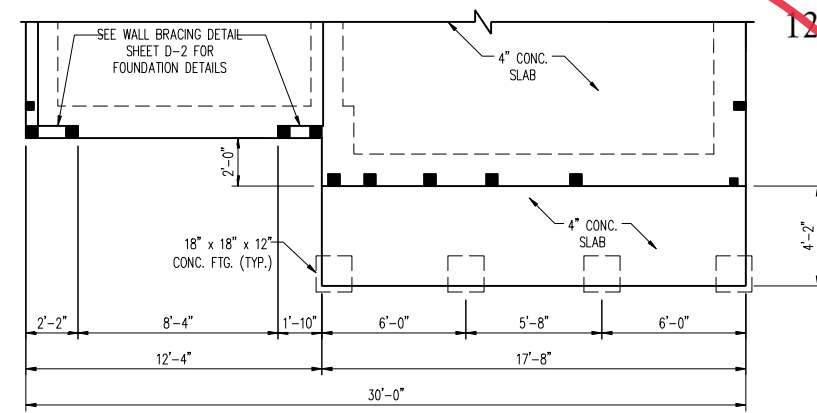 SEE WALL BRACING DETAIL
SHEET D-2 FOR
FOUNDATION DETAILS
4" CONC.
SLAB
12
2'-0"
4" CONC.
SLAB
4'-2"
18" x 18" x 12"
CONC. FTG. (TYP.)
2'-2"
8'-4"
1'-10"
6'-0"
5'-8"
6'-0"
12'-4"
17'-8"
30'-0"